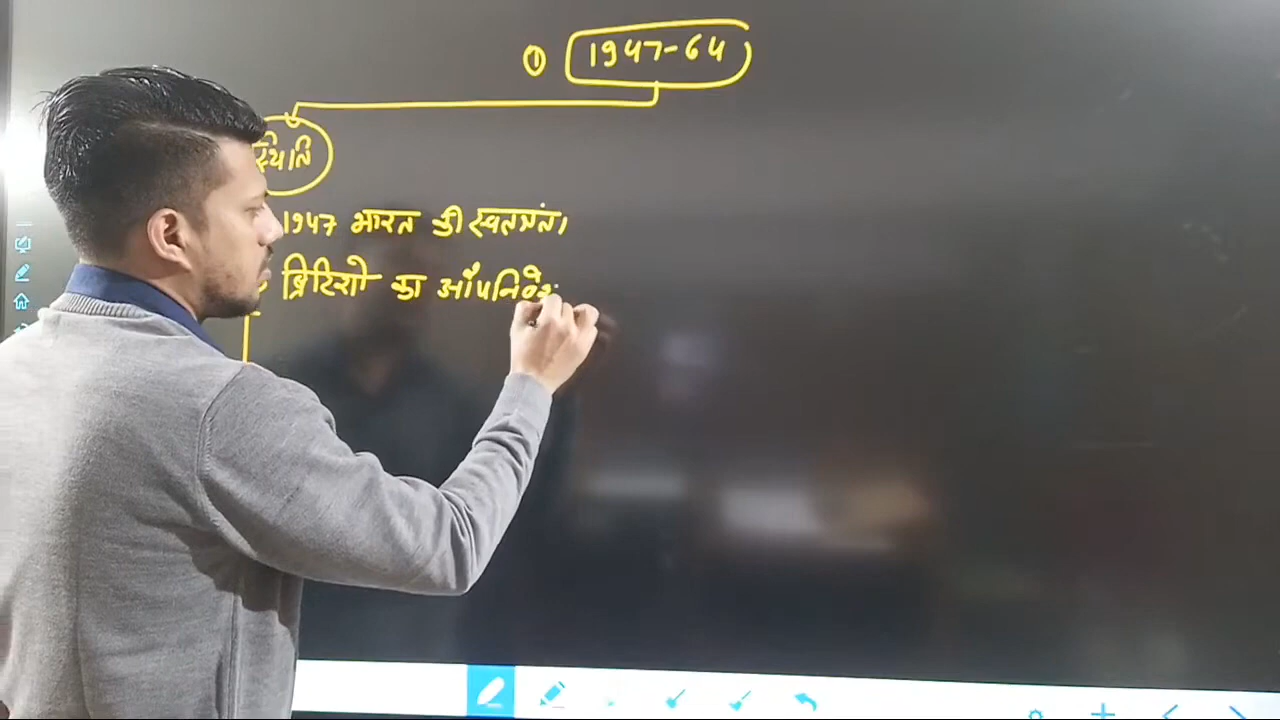 ① 1947-64
स्थिति
1947 भारत की स्वतंत्रता
ब्रिटिशो का औपनिवेश